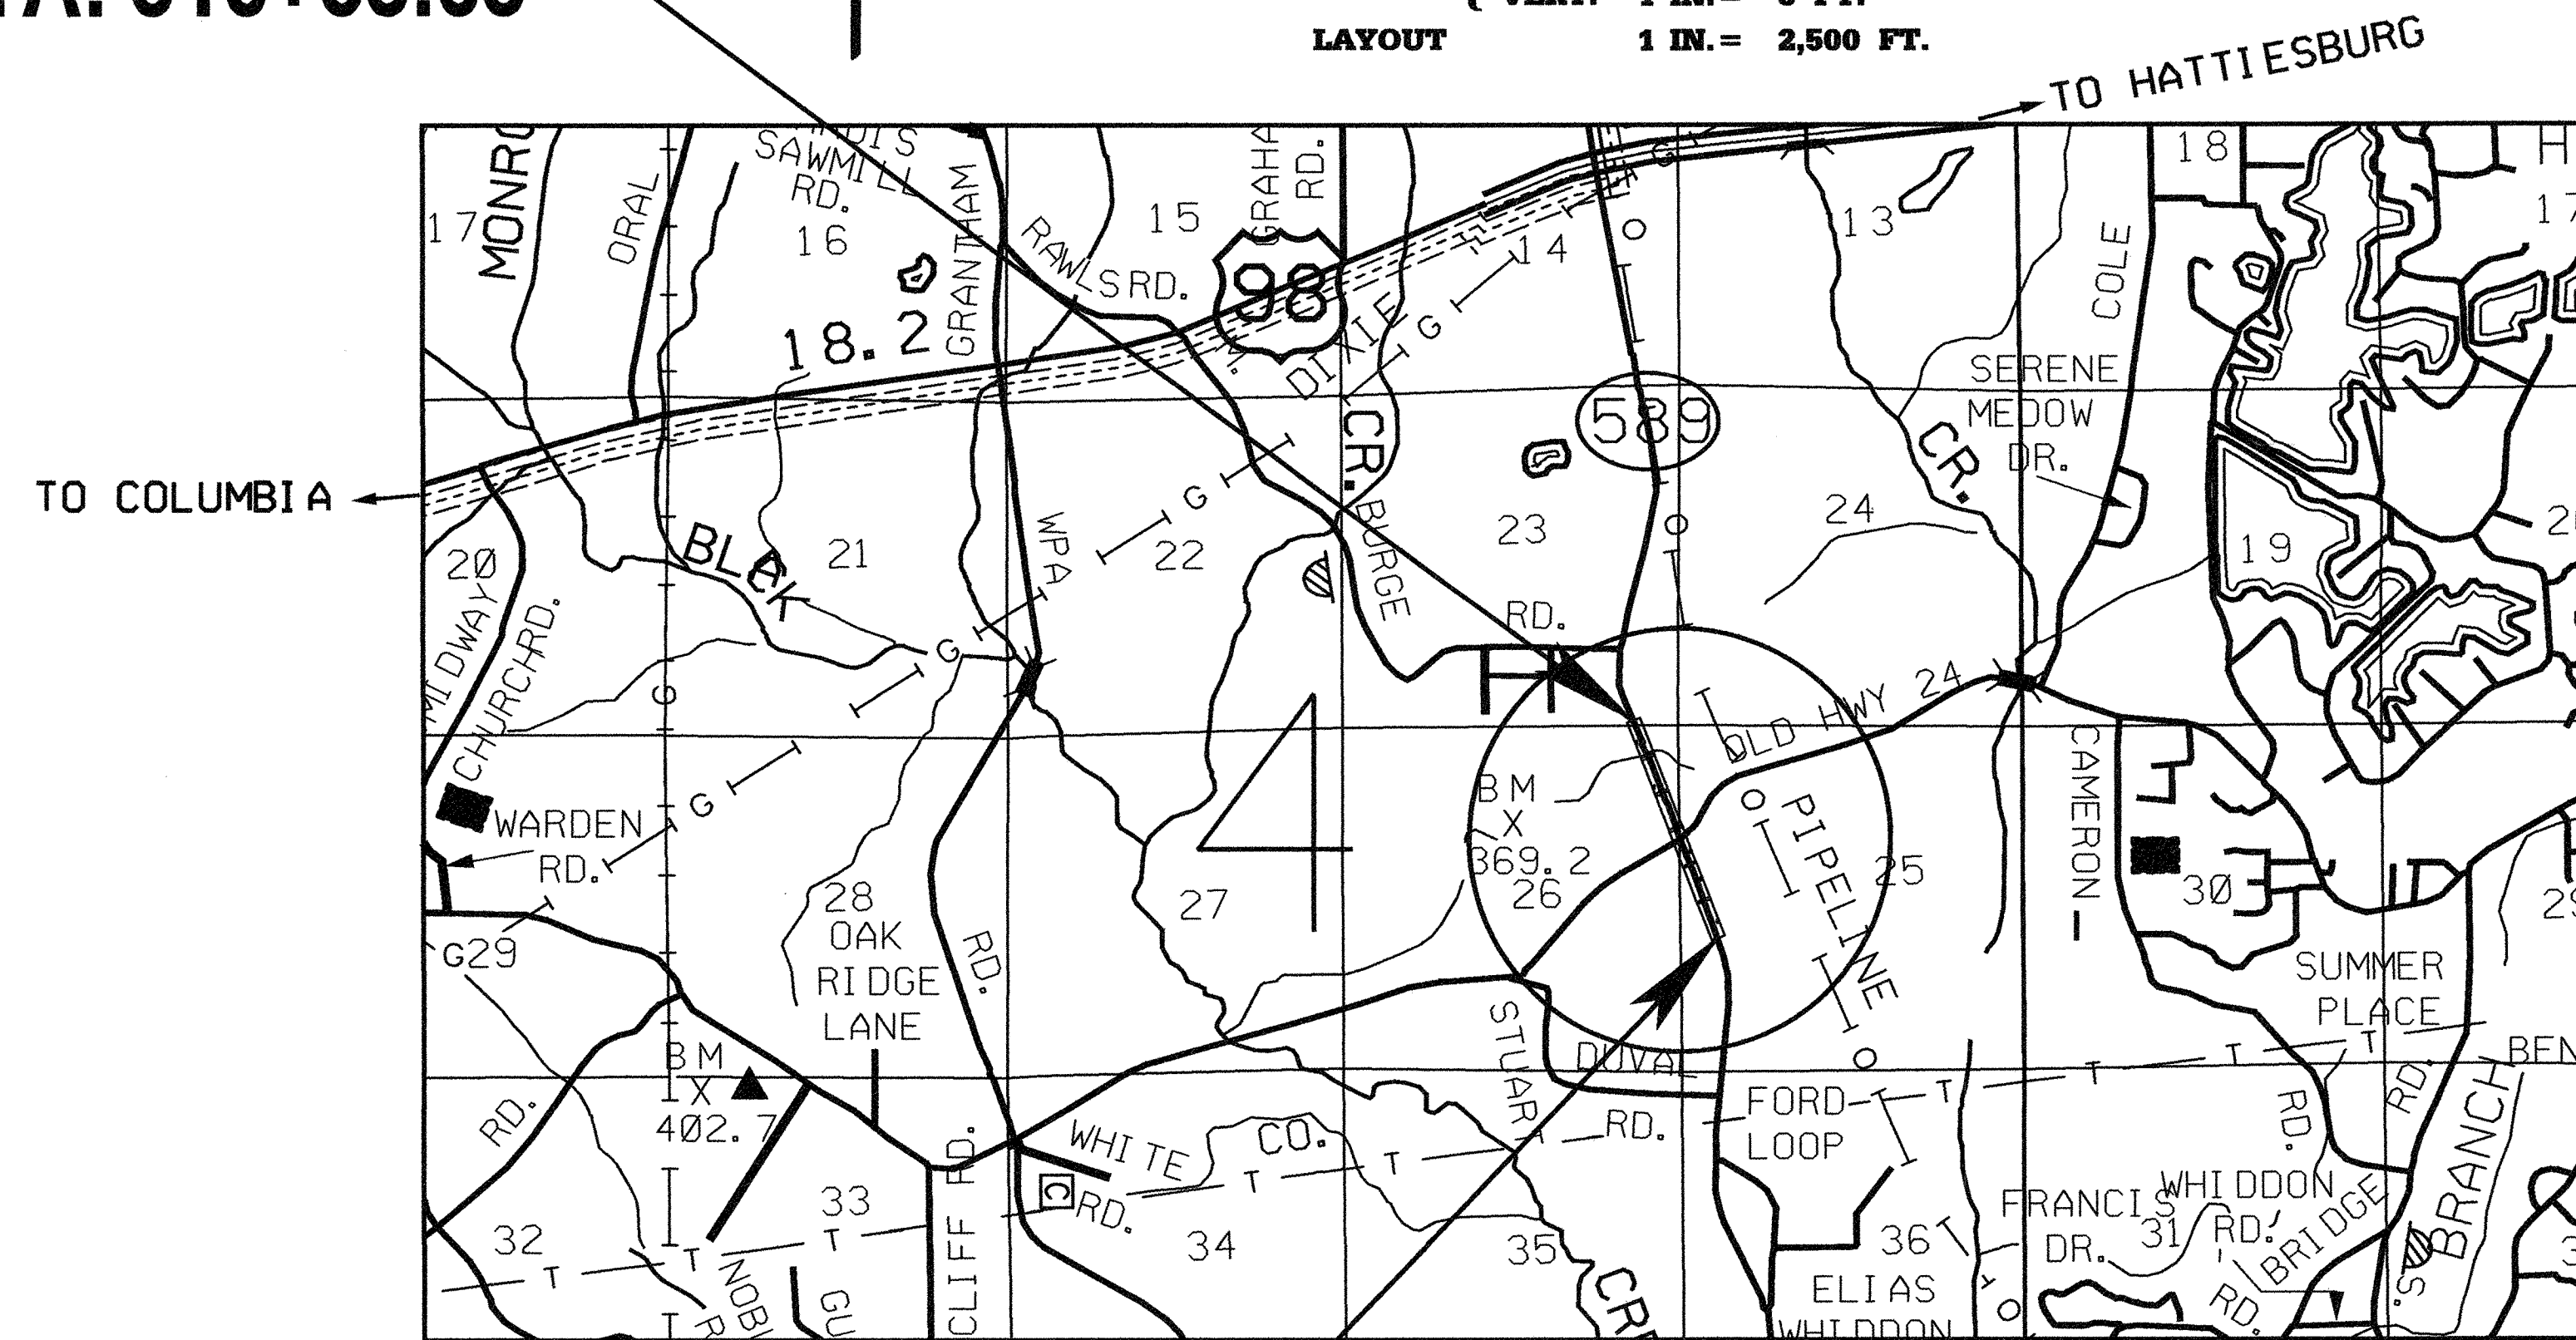 LAYOUT 1 IN.= 2,500 FT.
TO HATTIESBURG
TO COLUMBIA
17
ORAL
SAWMILL
RD.
16
GRANTHAM
RAWLS RD.
15
RD.
98
14
13
COLE
18
18.2
DIXIE
G
G
O
589
SERENE
MEDOW
DR.
CR.
CR.
20
21
WPA
G
22
BURGE
23
O
24
19
MIDWAY
CHURCH RD.
G
G
RD.
OLD HWY 24
4
BM
X
369.2
26
O
PIPELINE
25
CAMERON
30
WARDEN
RD.
G
G29
28
OAK
RIDGE
LANE
RD.
27
SUMMER
PLACE
BM
X
402.7
RD.
STUART
DUVAL
RD.
O
FORD
LOOP
T
T
T
T
RD.
RD.
BRANCH
WHITE
RD.
CO.
C
T
T
32
T
T
33
T
CLIFF RD.
34
35
36
FRANCIS
DR.
31
WHIDDON
RD.
BRIDGE
RD.
S.
ELIAS
WHIDDON
O